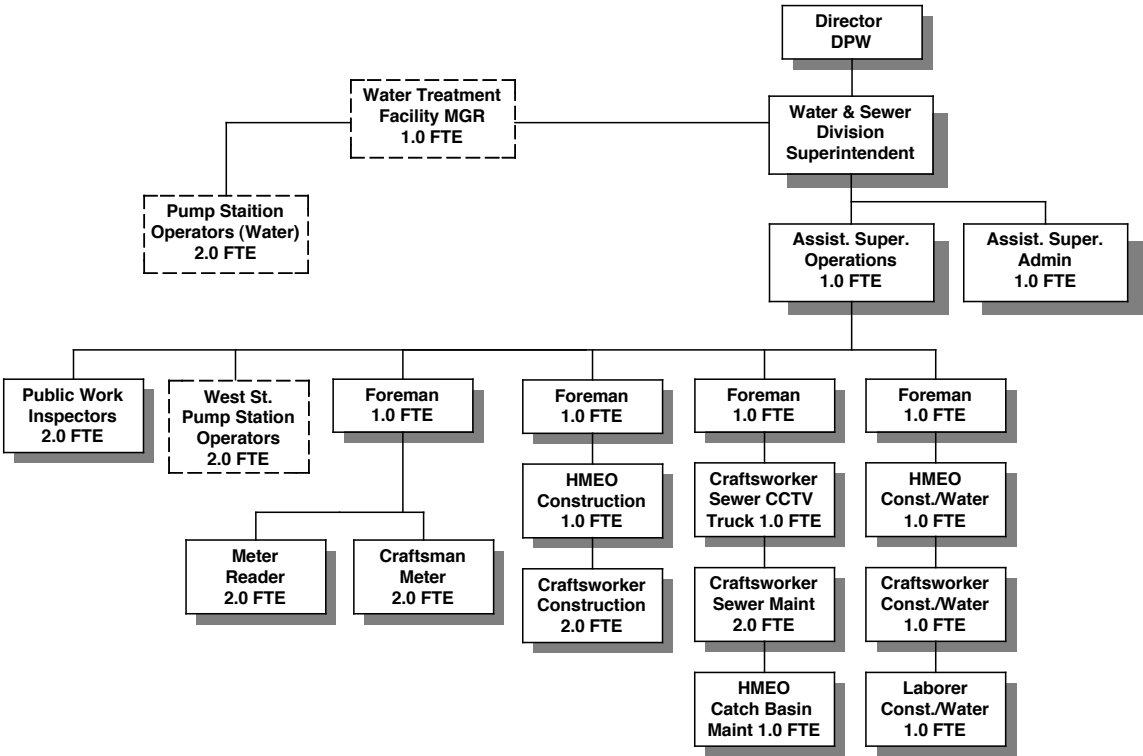 Director
DPW
Water Treatment
Facility MGR
1.0 FTE
Water & Sewer
Division
Superintendent
Pump Staition
Operators (Water)
2.0 FTE
Assist. Super.
Operations
1.0 FTE
Assist. Super.
Admin
1.0 FTE
Public Work
Inspectors
2.0 FTE
West St.
Pump Station
Operators
2.0 FTE
Foreman
1.0 FTE
Foreman
1.0 FTE
Foreman
1.0 FTE
Foreman
1.0 FTE
HMEO
Construction
1.0 FTE
Craftsworker
Sewer CCTV
Truck 1.0 FTE
HMEO
Const./Water
1.0 FTE
Meter
Reader
2.0 FTE
Craftsman
Meter
2.0 FTE
Craftsworker
Construction
2.0 FTE
Craftsworker
Sewer Maint
2.0 FTE
Craftsworker
Const./Water
1.0 FTE
HMEO
Catch Basin
Maint 1.0 FTE
Laborer
Const./Water
1.0 FTE